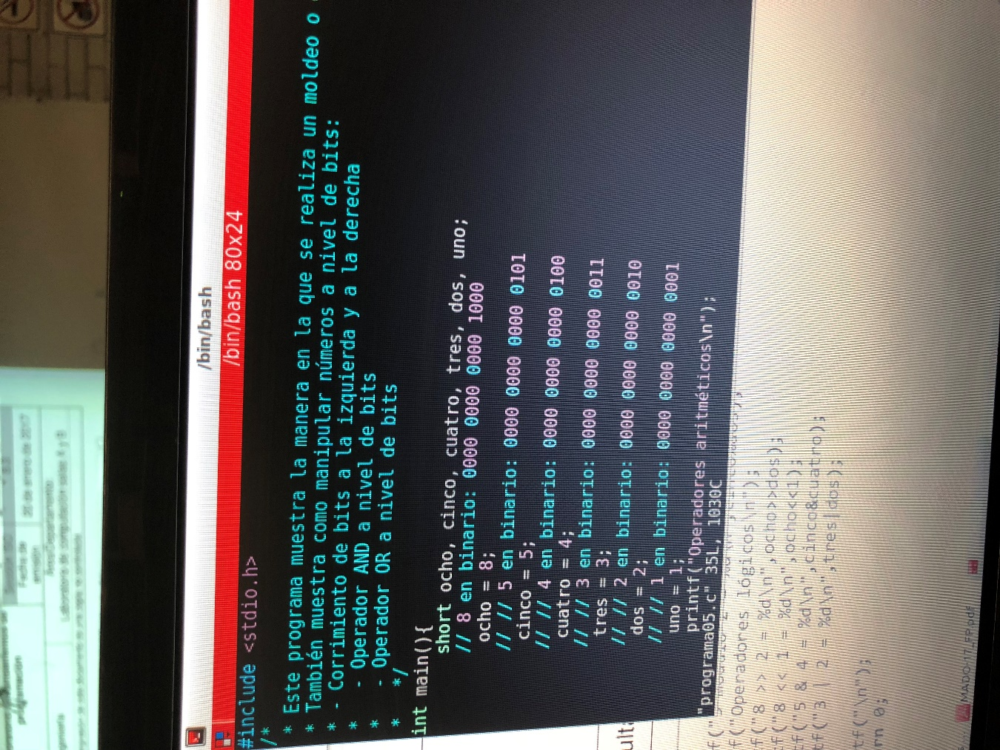 /bin/bash
/bin/bash 80x24
#include <stdio.h>
/*
* Este programa muestra la manera en la que se realiza un moldeo o
* También muestra como manipular números a nivel de bits:
* - Corrimiento de bits a la izquierda y a la derecha
* - Operador AND a nivel de bits
* - Operador OR a nivel de bits
* */
int main(){
short ocho, cinco, cuatro, tres, dos, uno;
// 8 en binario: 0000 0000 0000 1000
ocho = 8;
// // 5 en binario: 0000 0000 0000 0101
cinco = 5;
// // 4 en binario: 0000 0000 0000 0100
cuatro = 4;
// // 3 en binario: 0000 0000 0000 0011
tres = 3;
// // 2 en binario: 0000 0000 0000 0010
dos = 2;
// // 1 en binario: 0000 0000 0000 0001
uno = 1;
printf("Operadores aritméticos\n");
"programa05.c" 35L, 1030C
f("Operadores lógicos\n");
f("8 >> 2 = %d\n",ocho>>dos);
tf("8 << 1 = %d\n",ocho<<1);
tf("5 & 4 = %d\n",cinco&cuatro);
tf("3 | 2 = %d\n",tres|dos);
tf("\n");
rn 0;
MADO-17_FP.pdf